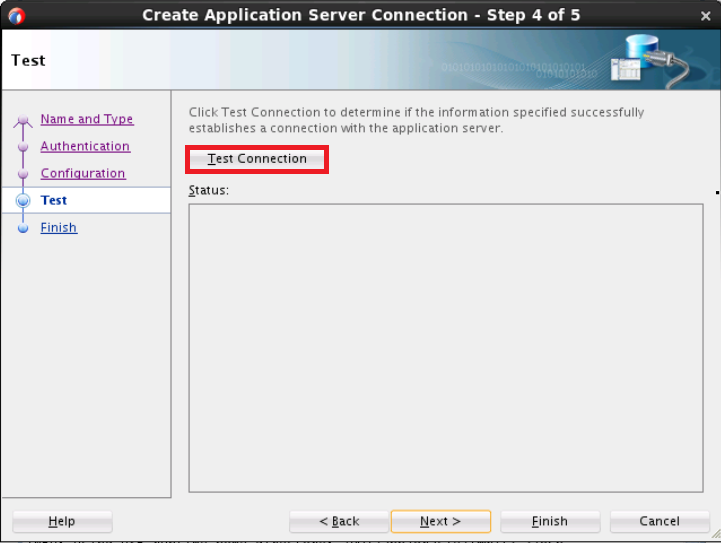 Create Application Server Connection - Step 4 of 5
Test
Name and Type
Authentication
Configuration
Test
Finish
Click Test Connection to determine if the information specified successfully
establishes a connection with the application server.
Test Connection
Status:
Help
< Back
Next >
Finish
Cancel